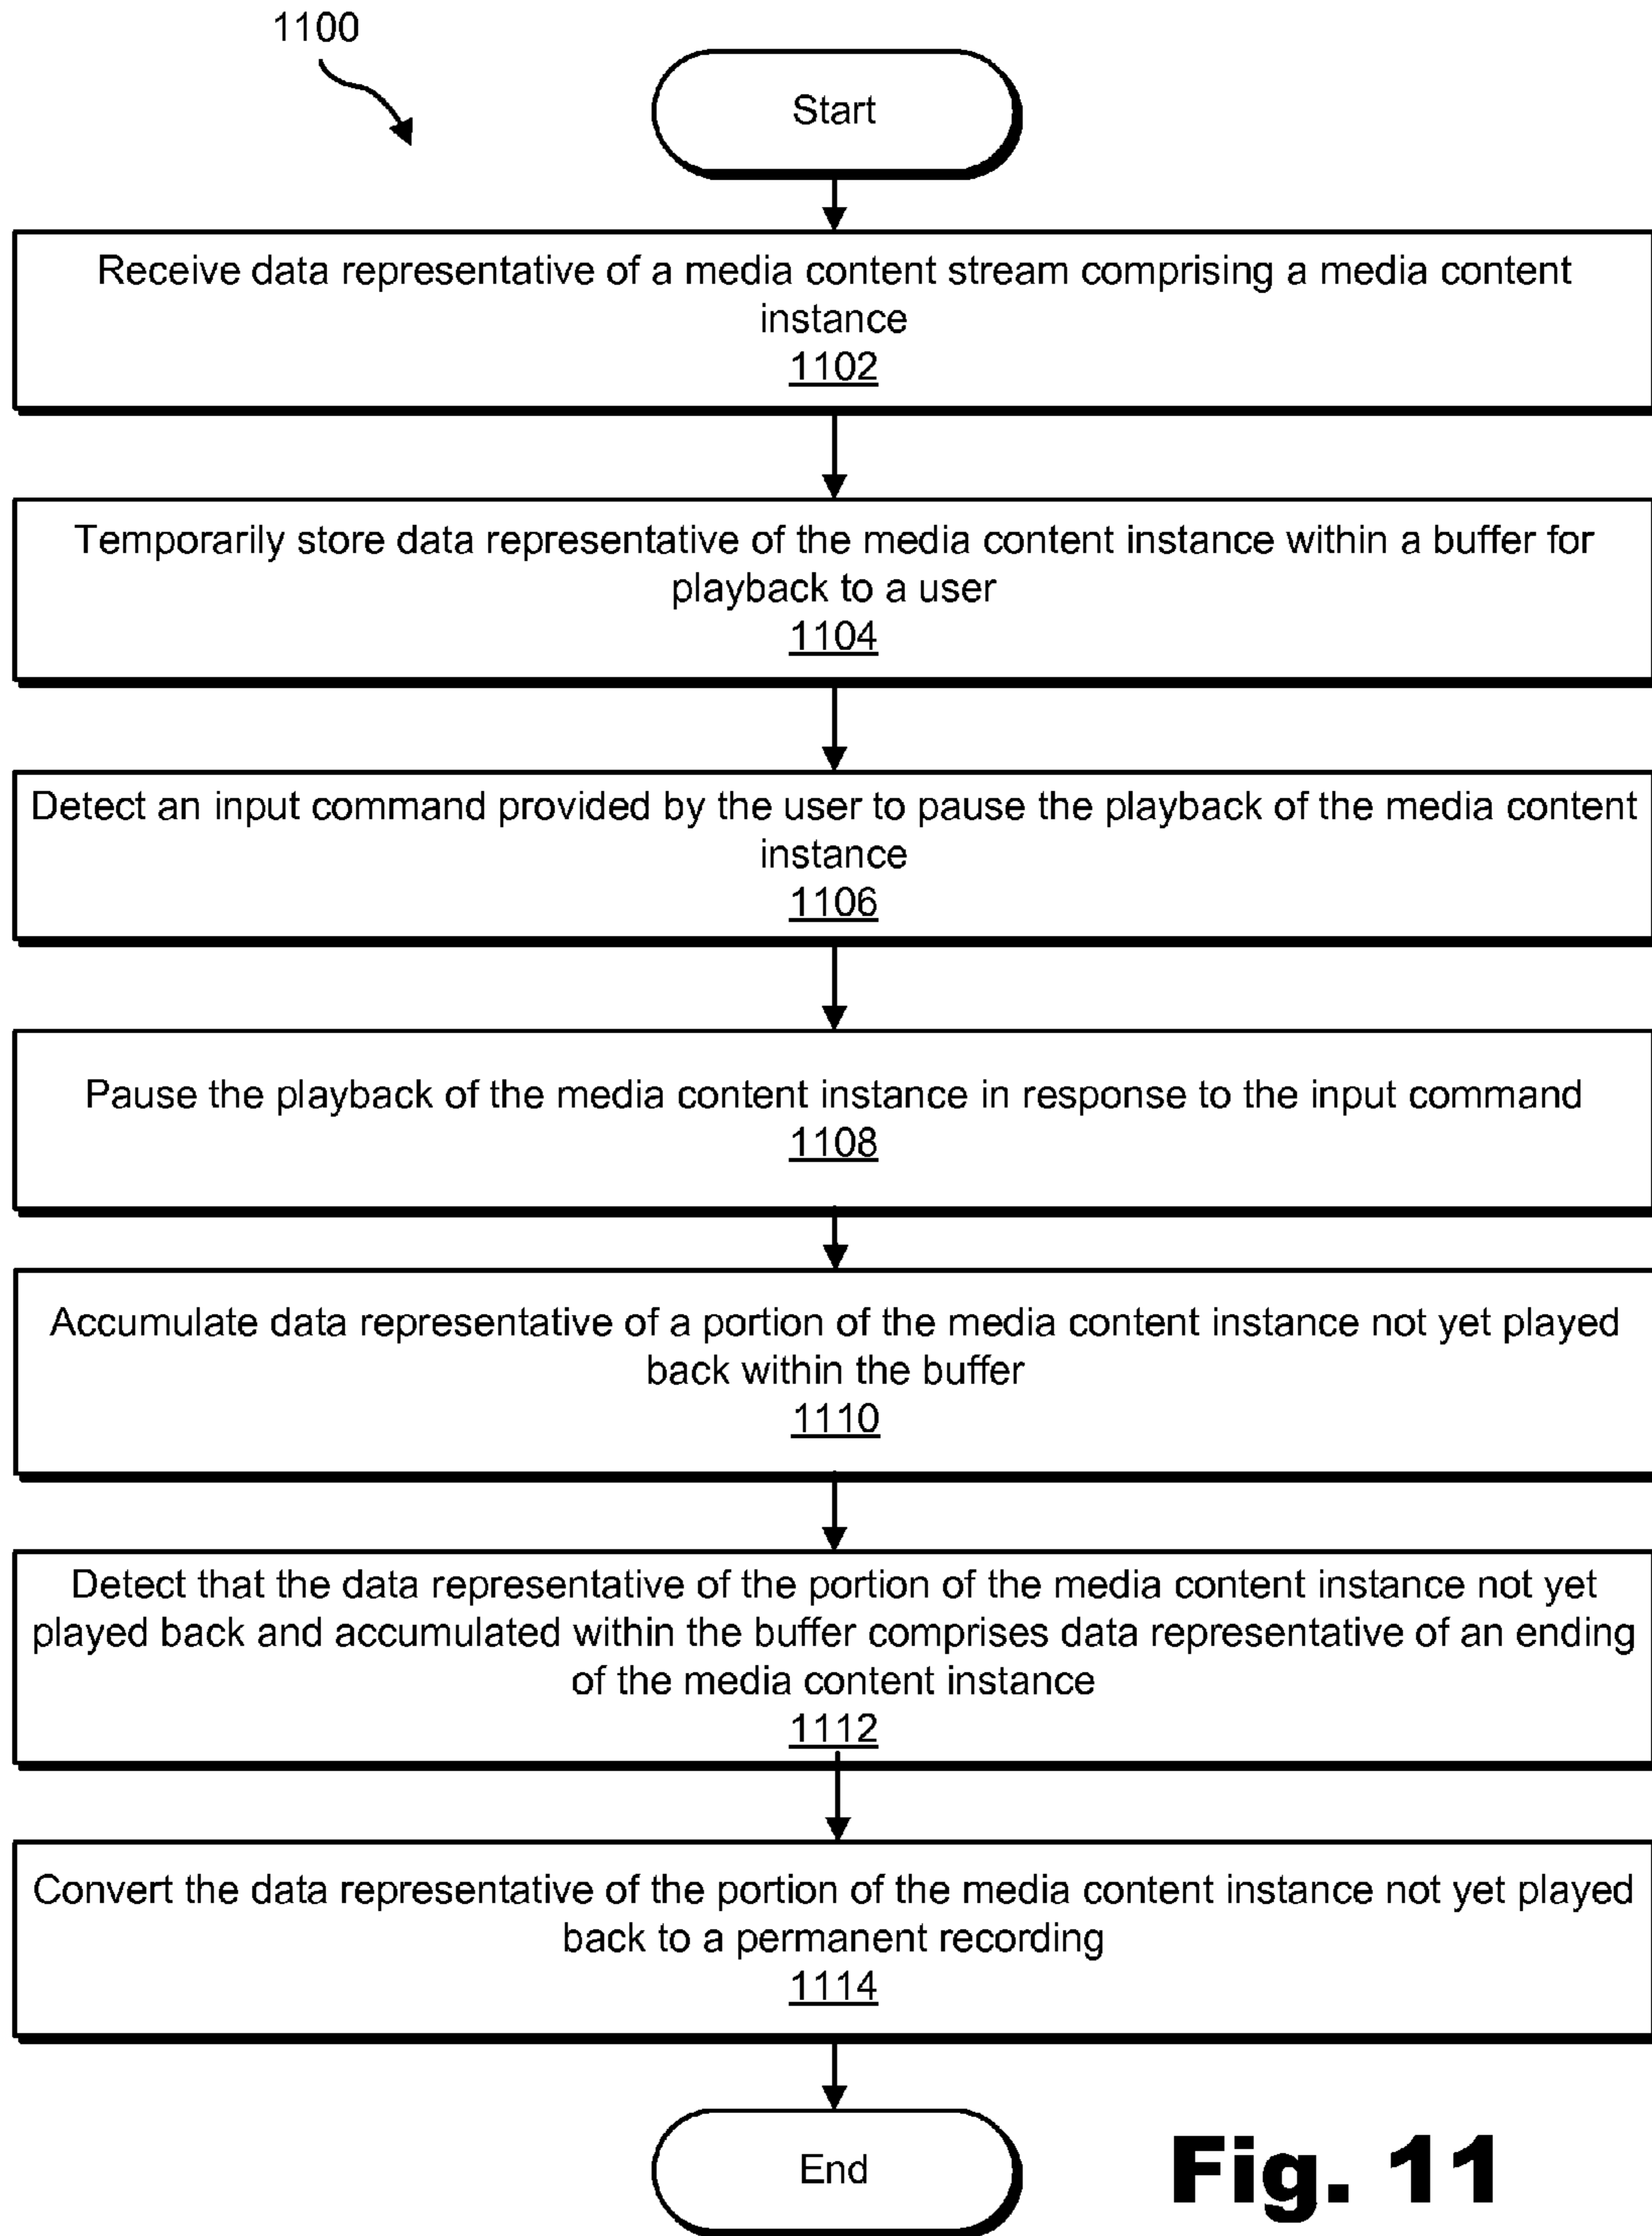 1100
Start
Receive data representative of a media content stream comprising a media content
instance
1102
Temporarily store data representative of the media content instance within a buffer for
playback to a user
1104
Detect an input command provided by the user to pause the playback of the media content
instance
1106
Pause the playback of the media content instance in response to the input command
1108
Accumulate data representative of a portion of the media content instance not yet played
back within the buffer
1110
Detect that the data representative of the portion of the media content instance not yet
played back and accumulated within the buffer comprises data representative of an ending
of the media content instance
1112
Convert the data representative of the portion of the media content instance not yet played
back to a permanent recording
1114
End
Fig. 11